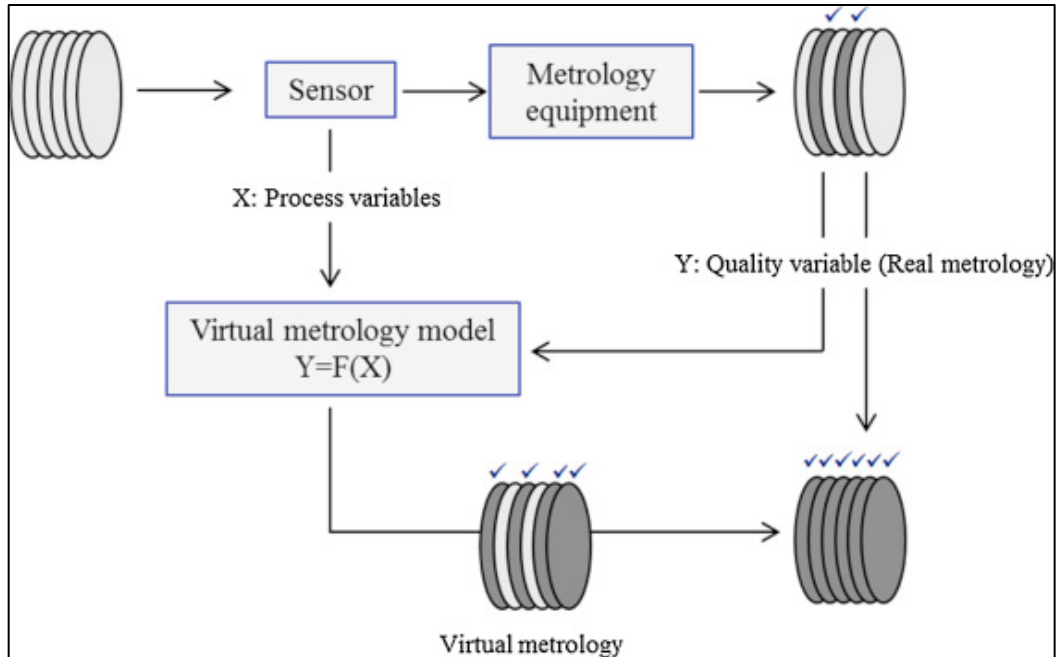 Sensor
Metrology
equipment
X: Process variables
Y: Quality variable (Real metrology)
Virtual metrology model
Y=F(X)
Virtual metrology